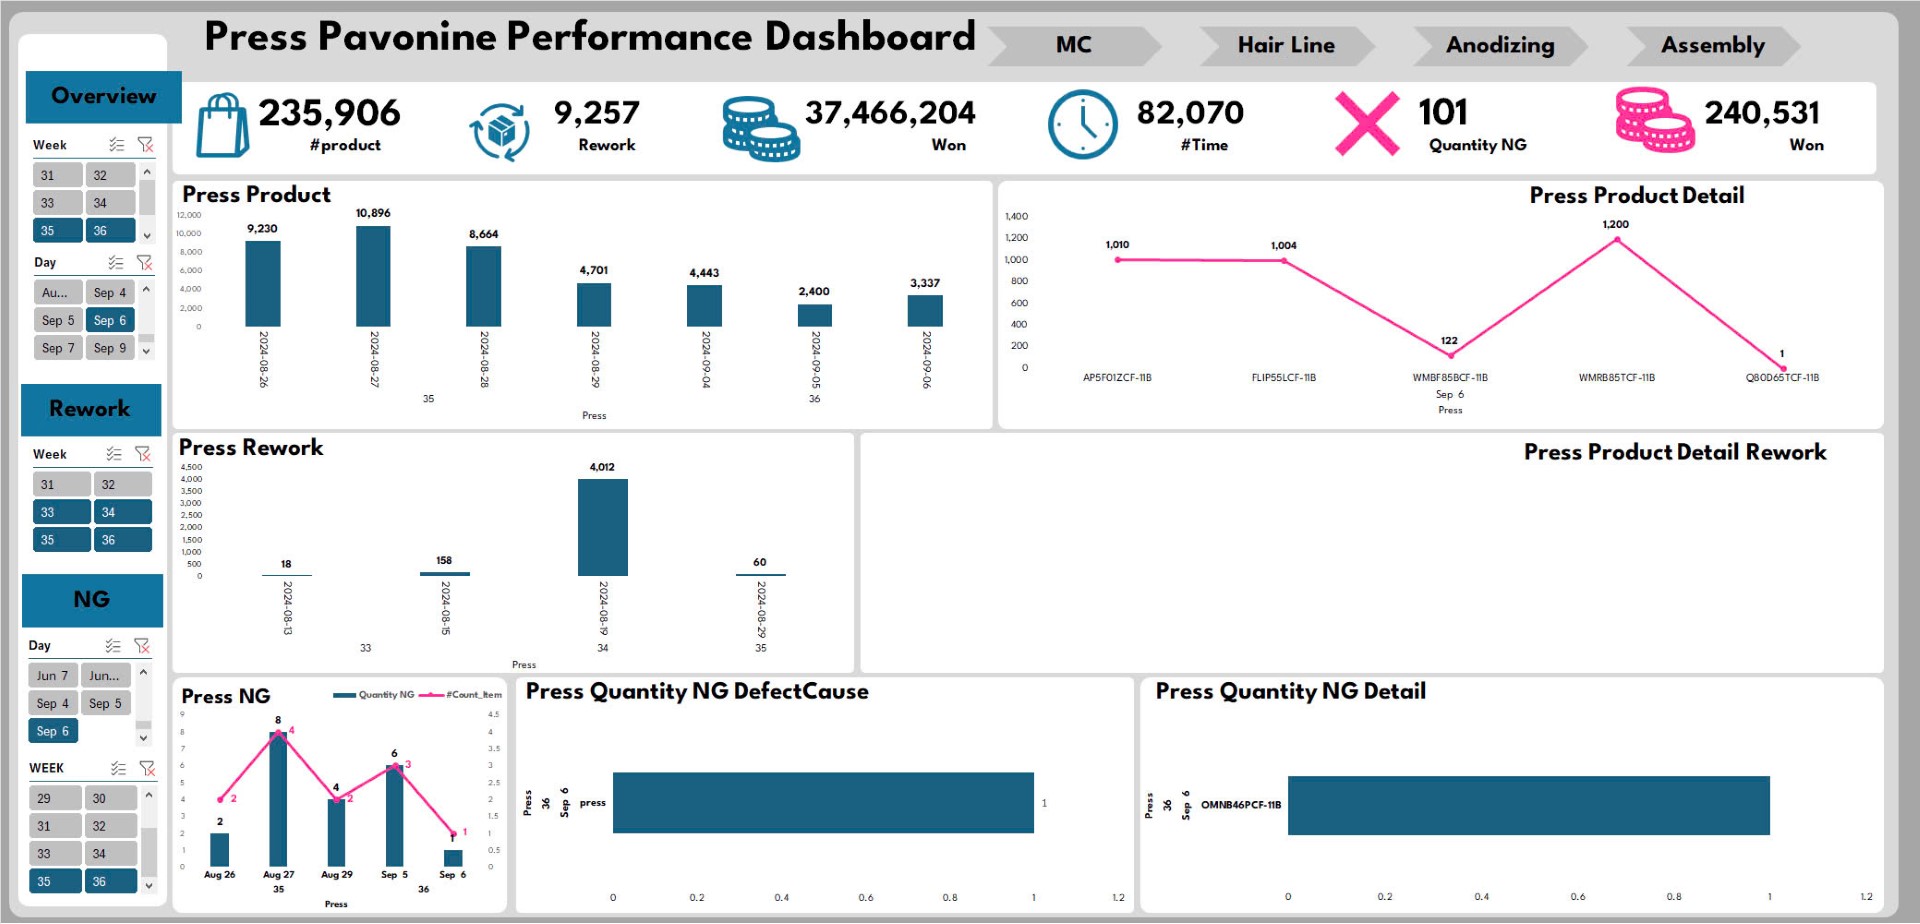 Press Pavonine Performance Dashboard
MC
Hair Line
Anodizing
Assembly
Overview
235,906
#product
9,257
Rework
37,466,204
Won
82,070
#Time
101
Quantity NG
240,531
Won
Week
31 32
33 34
35 36
Day
Au... Sep 4
Sep 5 Sep 6
Sep 7 Sep 9
Rework
Week
31 32
33 34
35 36
NG
Day
Jun 7 Jun...
Sep 4 Sep 5
Sep 6
WEEK
29 30
31 32
33 34
35 36
Press Product
12,000
10,000
8,000
6,000
4,000
2,000
0
9,230
10,896
8,664
4,701
4,443
2,400
3,337
2024-08-26
2024-08-27
2024-08-28
2024-08-29
2024-09-04
2024-09-05
2024-09-06
35 36
Press
Press Product Detail
1,400
1,200
1,000
800
600
400
200
0
1,010
1,004
122
1,200
1
AP5F01ZCF-11B FLIP55LCF-11B WMBF85BCF-11B WMRB85TCF-11B Q80D65TCF-11B
Sep 6
Press
Press Rework
4,500
4,000
3,500
3,000
2,500
2,000
1,500
1,000
500
0
18
158
4,012
60
2024-08-13
2024-08-15
2024-08-19
2024-08-29
33 34 35
Press
Press Product Detail Rework
Press NG
Quantity NG #Count_Item
9
8
7
6
5
4
3
2
1
0
4.5
4
3.5
3
2.5
2
1.5
1
0.5
0
2
8
4
6
1
2
4
2
3
1
Aug 26 Aug 27 Aug 29 Sep 5 Sep 6
35 36
Press
Press Quantity NG DefectCause
Press
36
Sep 6
press
1
0 0.2 0.4 0.6 0.8 1 1.2
Press Quantity NG Detail
Press
36
Sep 6
OMNB46PCF-11B
0 0.2 0.4 0.6 0.8 1 1.2